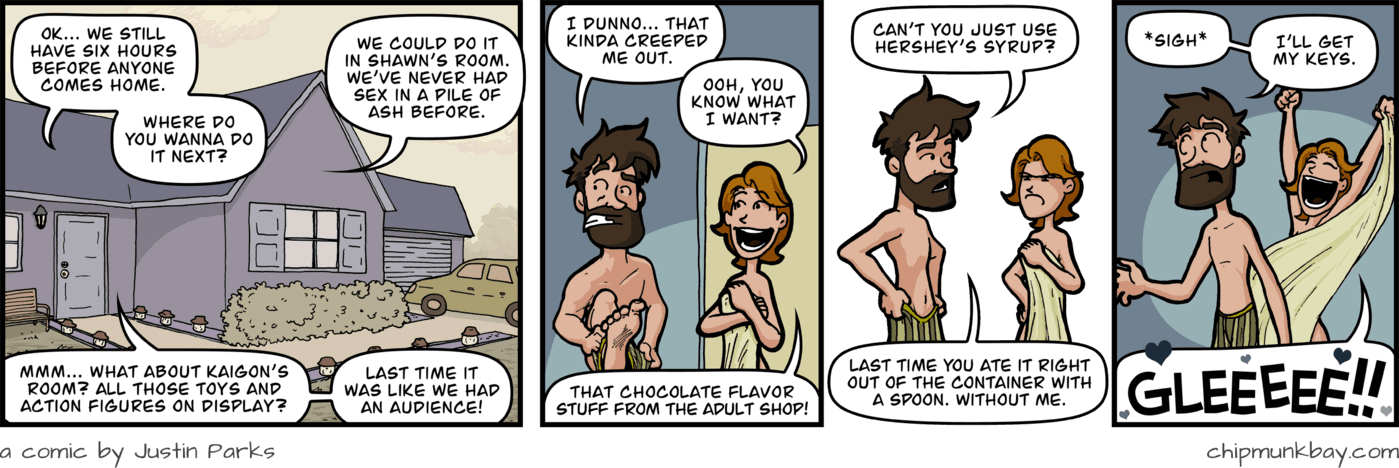 OK... WE STILL
HAVE SIX HOURS
BEFORE ANYONE
COMES HOME.
WHERE DO
YOU WANNA DO
IT NEXT?
WE COULD DO IT
IN SHAWN'S ROOM.
WE'VE NEVER HAD
SEX IN A PILE OF
ASH BEFORE.
MMM... WHAT ABOUT KAIGON'S
ROOM? ALL THOSE TOYS AND
ACTION FIGURES ON DISPLAY?
LAST TIME IT
WAS LIKE WE HAD
AN AUDIENCE!
I DUNNO... THAT
KINDA CREEPED
ME OUT.
OOH, YOU
KNOW WHAT
I WANT?
THAT CHOCOLATE FLAVOR
STUFF FROM THE ADULT SHOP!
CAN'T YOU JUST USE
HERSHEY'S SYRUP?
LAST TIME YOU ATE IT RIGHT
OUT OF THE CONTAINER WITH
A SPOON. WITHOUT ME.
*SIGH*
I'LL GET
MY KEYS.
GLEEEEEE!!
a comic by Justin Parks
chipmunkbay.com